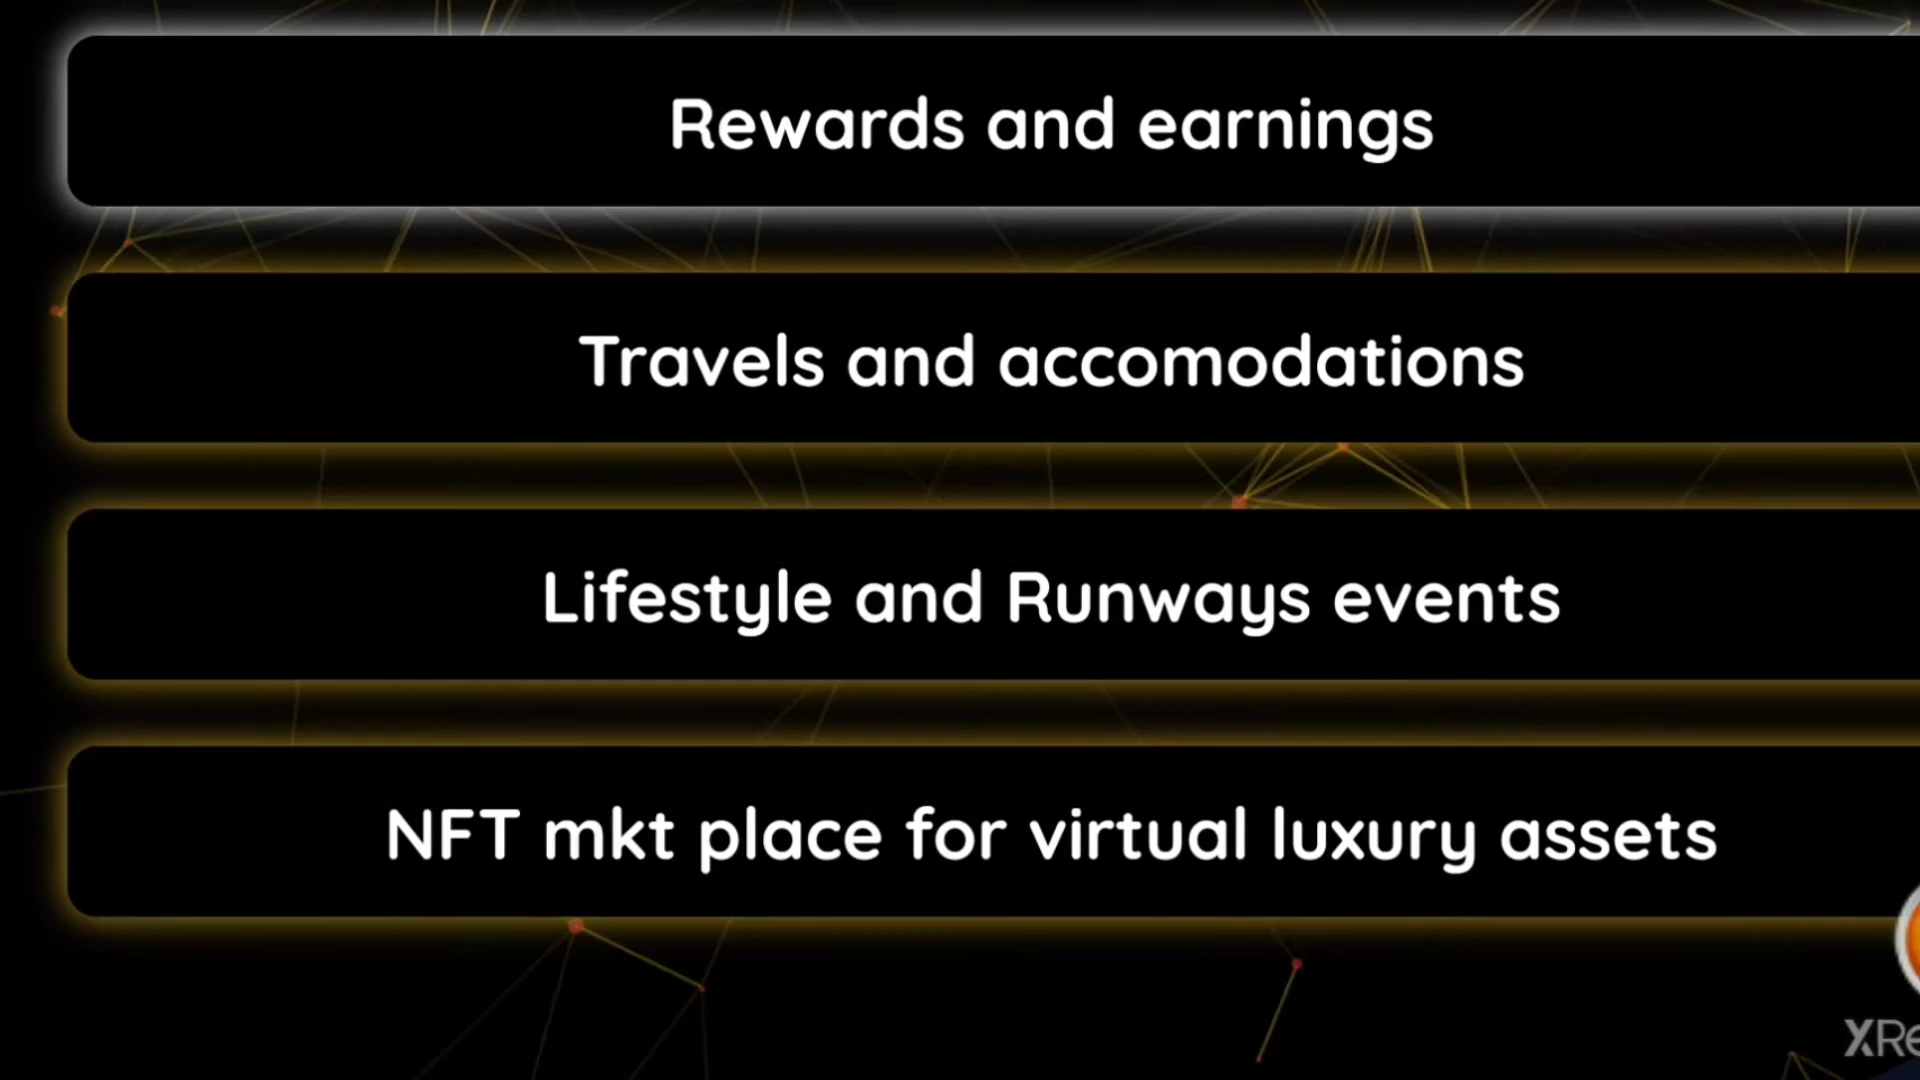 Rewards and earnings
Travels and accomodations
Lifestyle and Runways events
NFT mkt place for virtual luxury assets